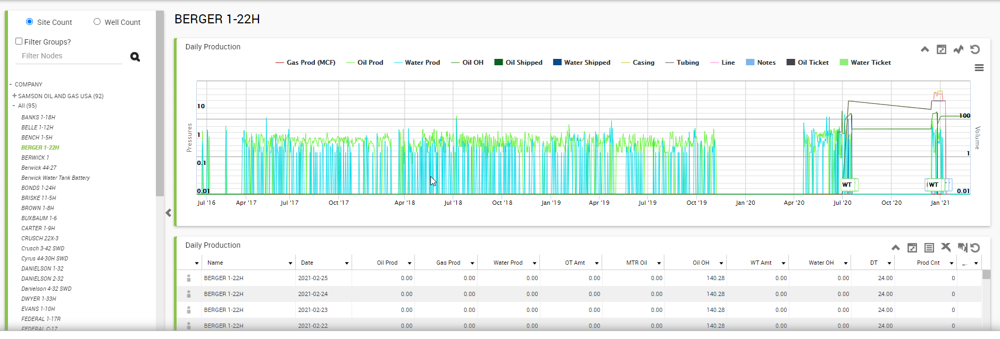 Site Count Well Count
Filter Groups?
Filter Nodes
- COMPANY
+ SAMSON OIL AND GAS USA (92)
- All (95)
BANKS 1-18H
BELLE 1-12H
BENCH 1-5H
BERGER 1-22H
BERWICK 1
Berwick 44-27
Berwick Water Tank Battery
BONDS 1-24H
BRISKE 11-5H
BROWN 1-8H
BUXBAUM 1-6
CARTER 1-9H
CRUSCH 22X-3
Crusch 3-42 SWD
Cyrus 44-30H SWD
DANIELSON 1-32
DANIELSON 2-32
Danielson 4-32 SWD
DWYER 1-33H
EVANS 1-10H
FEDERAL 1-17R
FEDERAL C-17
BERGER 1-22H
Daily Production
Gas Prod (MCF) Oil Prod Water Prod Oil OH Oil Shipped Water Shipped Casing Tubing Line Notes Oil Ticket Water Ticket
Pressures
10
1
0.1
0.01
Volume
100
1
0.01
WT
WT
Jul '16 Apr '17 Jul '17 Oct '17 Apr '18 Jul '18 Oct '18 Jan '19 Apr '19 Jul '19 Oct '19 Jan '20 Apr '20 Jul '20 Oct '20 Jan '21
Daily Production
Name Date Oil Prod Gas Prod Water Prod OT Amt MTR Oil Oil OH WT Amt Water OH DT Prod Cnt _..
BERGER 1-22H 2021-02-25 0.00 0.00 0.00 0.00 0.00 140.28 0.00 0.00 24.00 0
BERGER 1-22H 2021-02-24 0.00 0.00 0.00 0.00 0.00 140.28 0.00 0.00 24.00 0
BERGER 1-22H 2021-02-23 0.00 0.00 0.00 0.00 0.00 140.28 0.00 0.00 24.00 0
BERGER 1-22H 2021-02-22 0.00 0.00 0.00 0.00 0.00 140.28 0.00 0.00 24.00 0